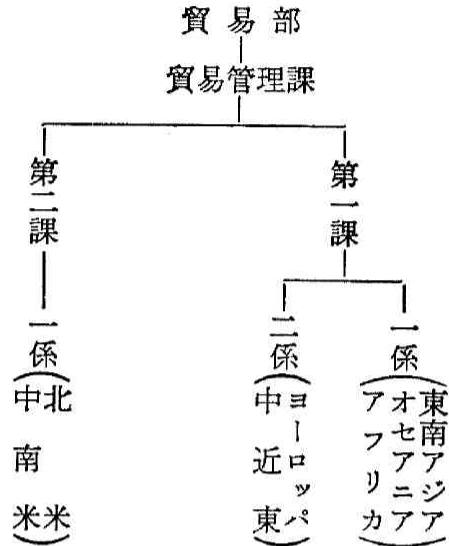 貿易部
貿易管理課
第一課
一係
(東南アジア
オセアニア
アフリカ)
二係
(ヨーロッパ
中近東)
第二課
一係
(北米
中南米)